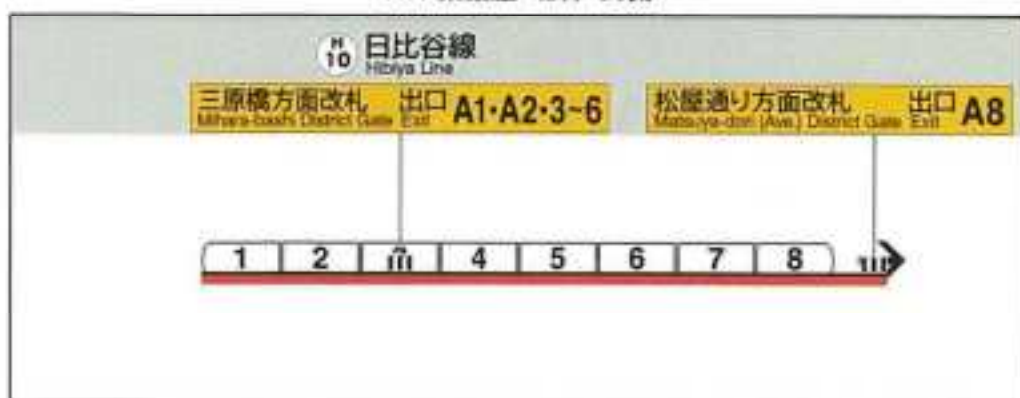 H
10
日比谷線
Hibiya Line
三原橋方面改札 出口 A1・A2・3~6
Mihara-bashi District Gate Exit
松屋通り方面改札 出口 A8
Matsuya-dori (Ave.) District Gate Exit
1 2 4 5 6 7 8